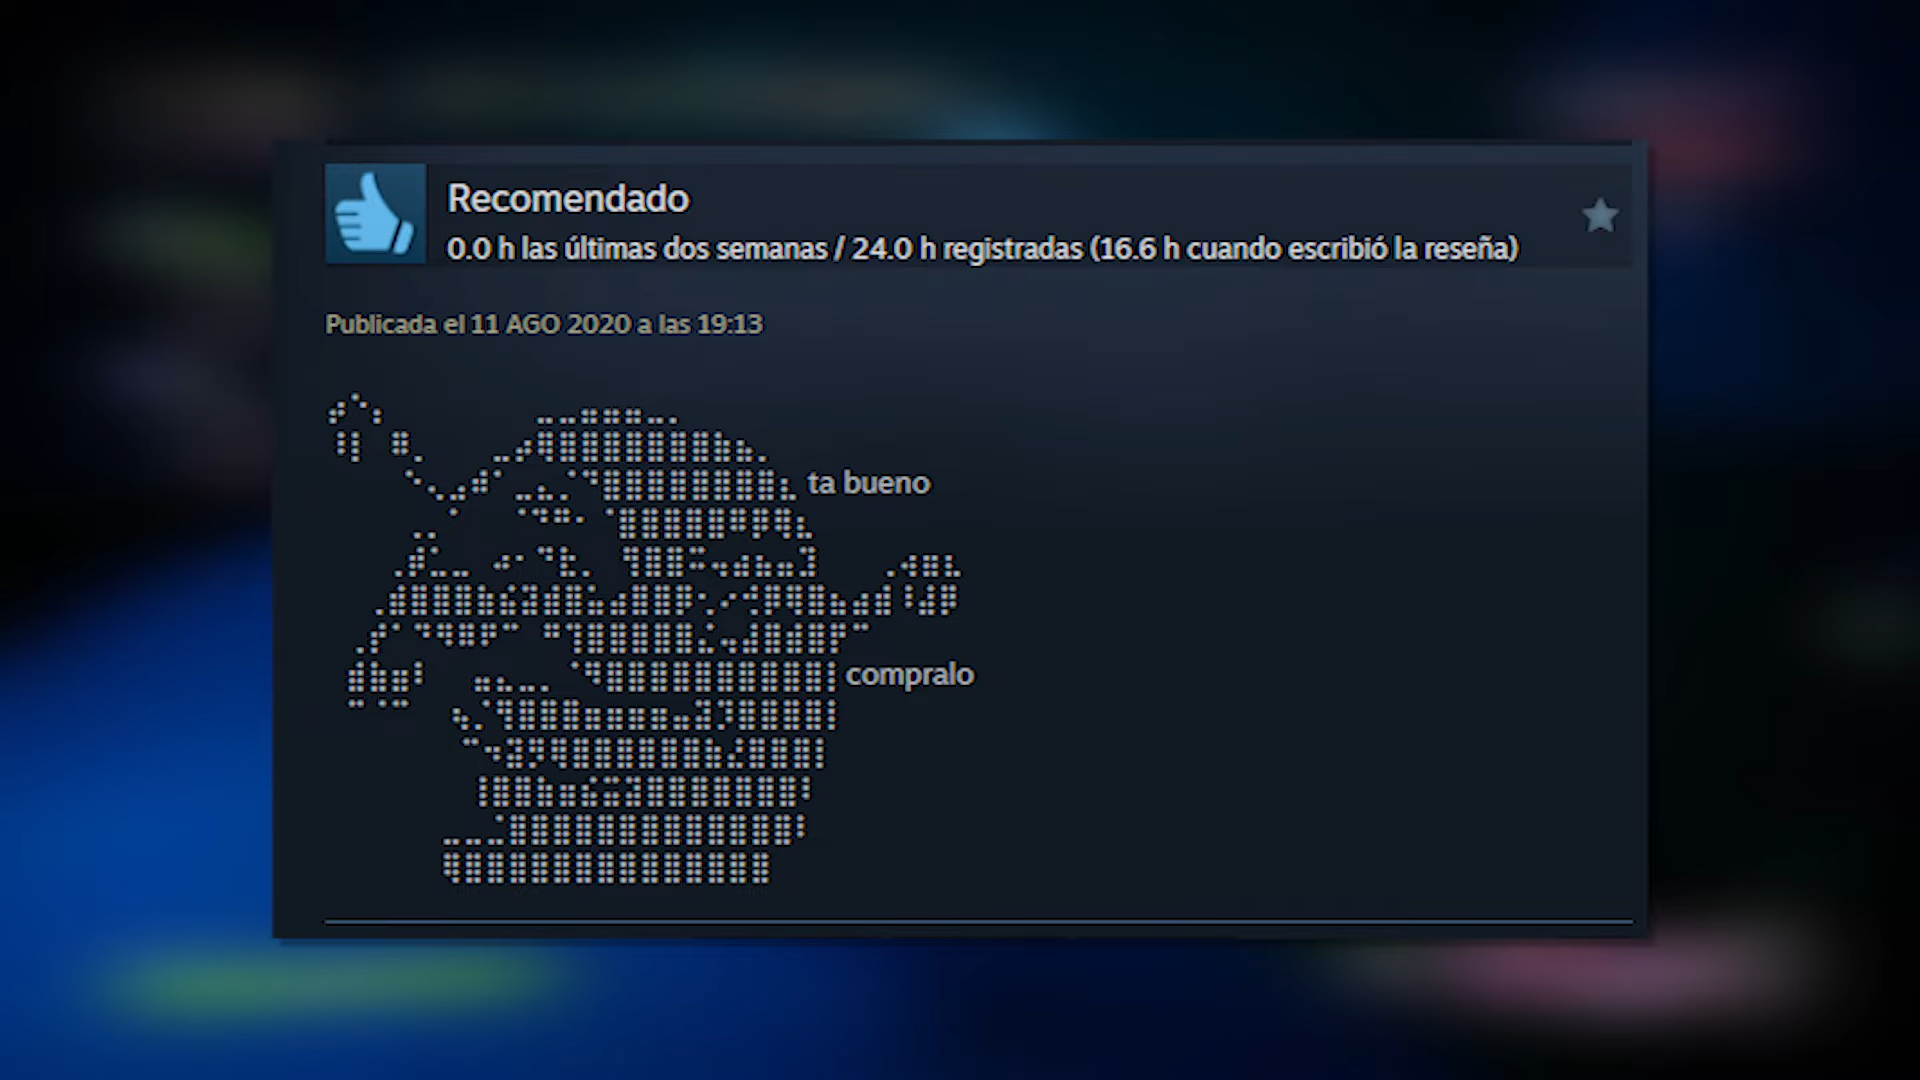 Recomendado
0.0 h las últimas dos semanas / 24.0 h registradas (16.6 h cuando escribió la reseña)
Publicada el 11 AGO 2020 a las 19:13
ta bueno
compralo